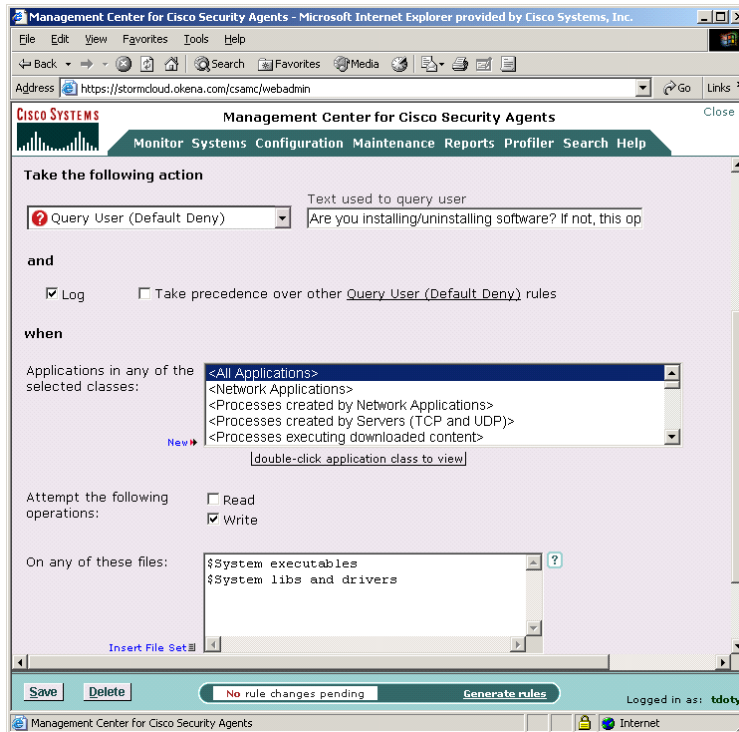 Management Center for Cisco Security Agents - Microsoft Internet Explorer provided by Cisco Systems, Inc.
File Edit View Favorites Tools Help
Back Search Favorites Media
Address https://stormcloud.okena.com/csamc/webadmin Go Links
CISCO SYSTEMS
Management Center for Cisco Security Agents
Close
Monitor Systems Configuration Maintenance Reports Profiler Search Help
Take the following action
Text used to query user
Query User (Default Deny)
Are you installing/uninstalling software? If not, this op
and
Log
Take precedence over other Query User (Default Deny) rules
when
Applications in any of the selected classes:
<All Applications>
<Network Applications>
<Processes created by Network Applications>
<Processes created by Servers (TCP and UDP)>
<Processes executing downloaded content>
New
double-click application class to view
Attempt the following operations:
Read
Write
On any of these files:
$System executables
$System libs and drivers
?
Insert File Set
Save
Delete
No rule changes pending
Generate rules
Logged in as: tdoty
Management Center for Cisco Security Agents
Internet